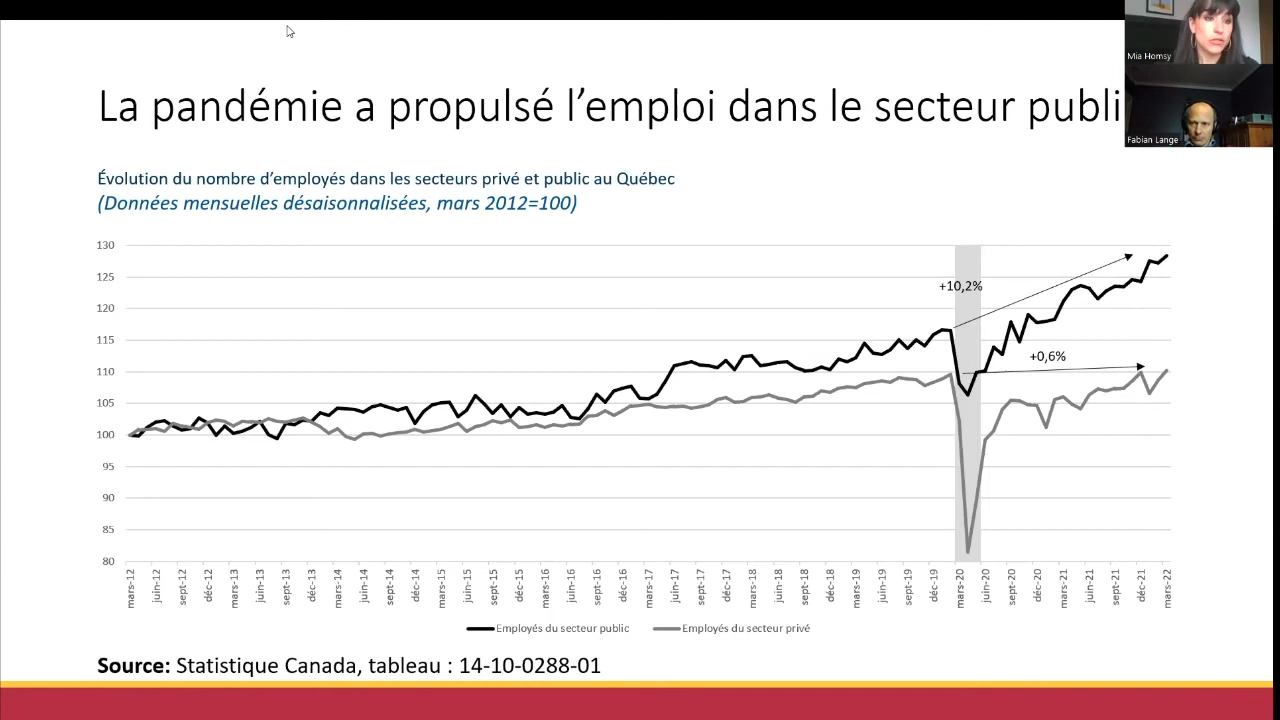 Mia Homsy
Fabian Lange
La pandémie a propulsé l’emploi dans le secteur publi
Évolution du nombre d’employés dans les secteurs privé et public au Québec
(Données mensuelles désaisonnalisées, mars 2012=100)
130
125
120
115
110
105
100
95
90
85
80
+10,2%
+0,6%
mars-12 juin-12 sept-12 déc-12 mars-13 juin-13 sept-13 déc-13 mars-14 juin-14 sept-14 déc-14 mars-15 juin-15 sept-15 déc-15 mars-16 juin-16 sept-16 déc-16 mars-17 juin-17 sept-17 déc-17 mars-18 juin-18 sept-18 déc-18 mars-19 juin-19 sept-19 déc-19 mars-20 juin-20 sept-20 déc-20 mars-21 juin-21 sept-21 déc-21 mars-22
Employés du secteur public Employés du secteur privé
Source: Statistique Canada, tableau : 14-10-0288-01